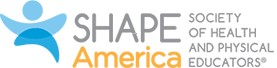 SHAPE
America
SOCIETY
OF HEALTH
AND PHYSICAL
EDUCATORS®